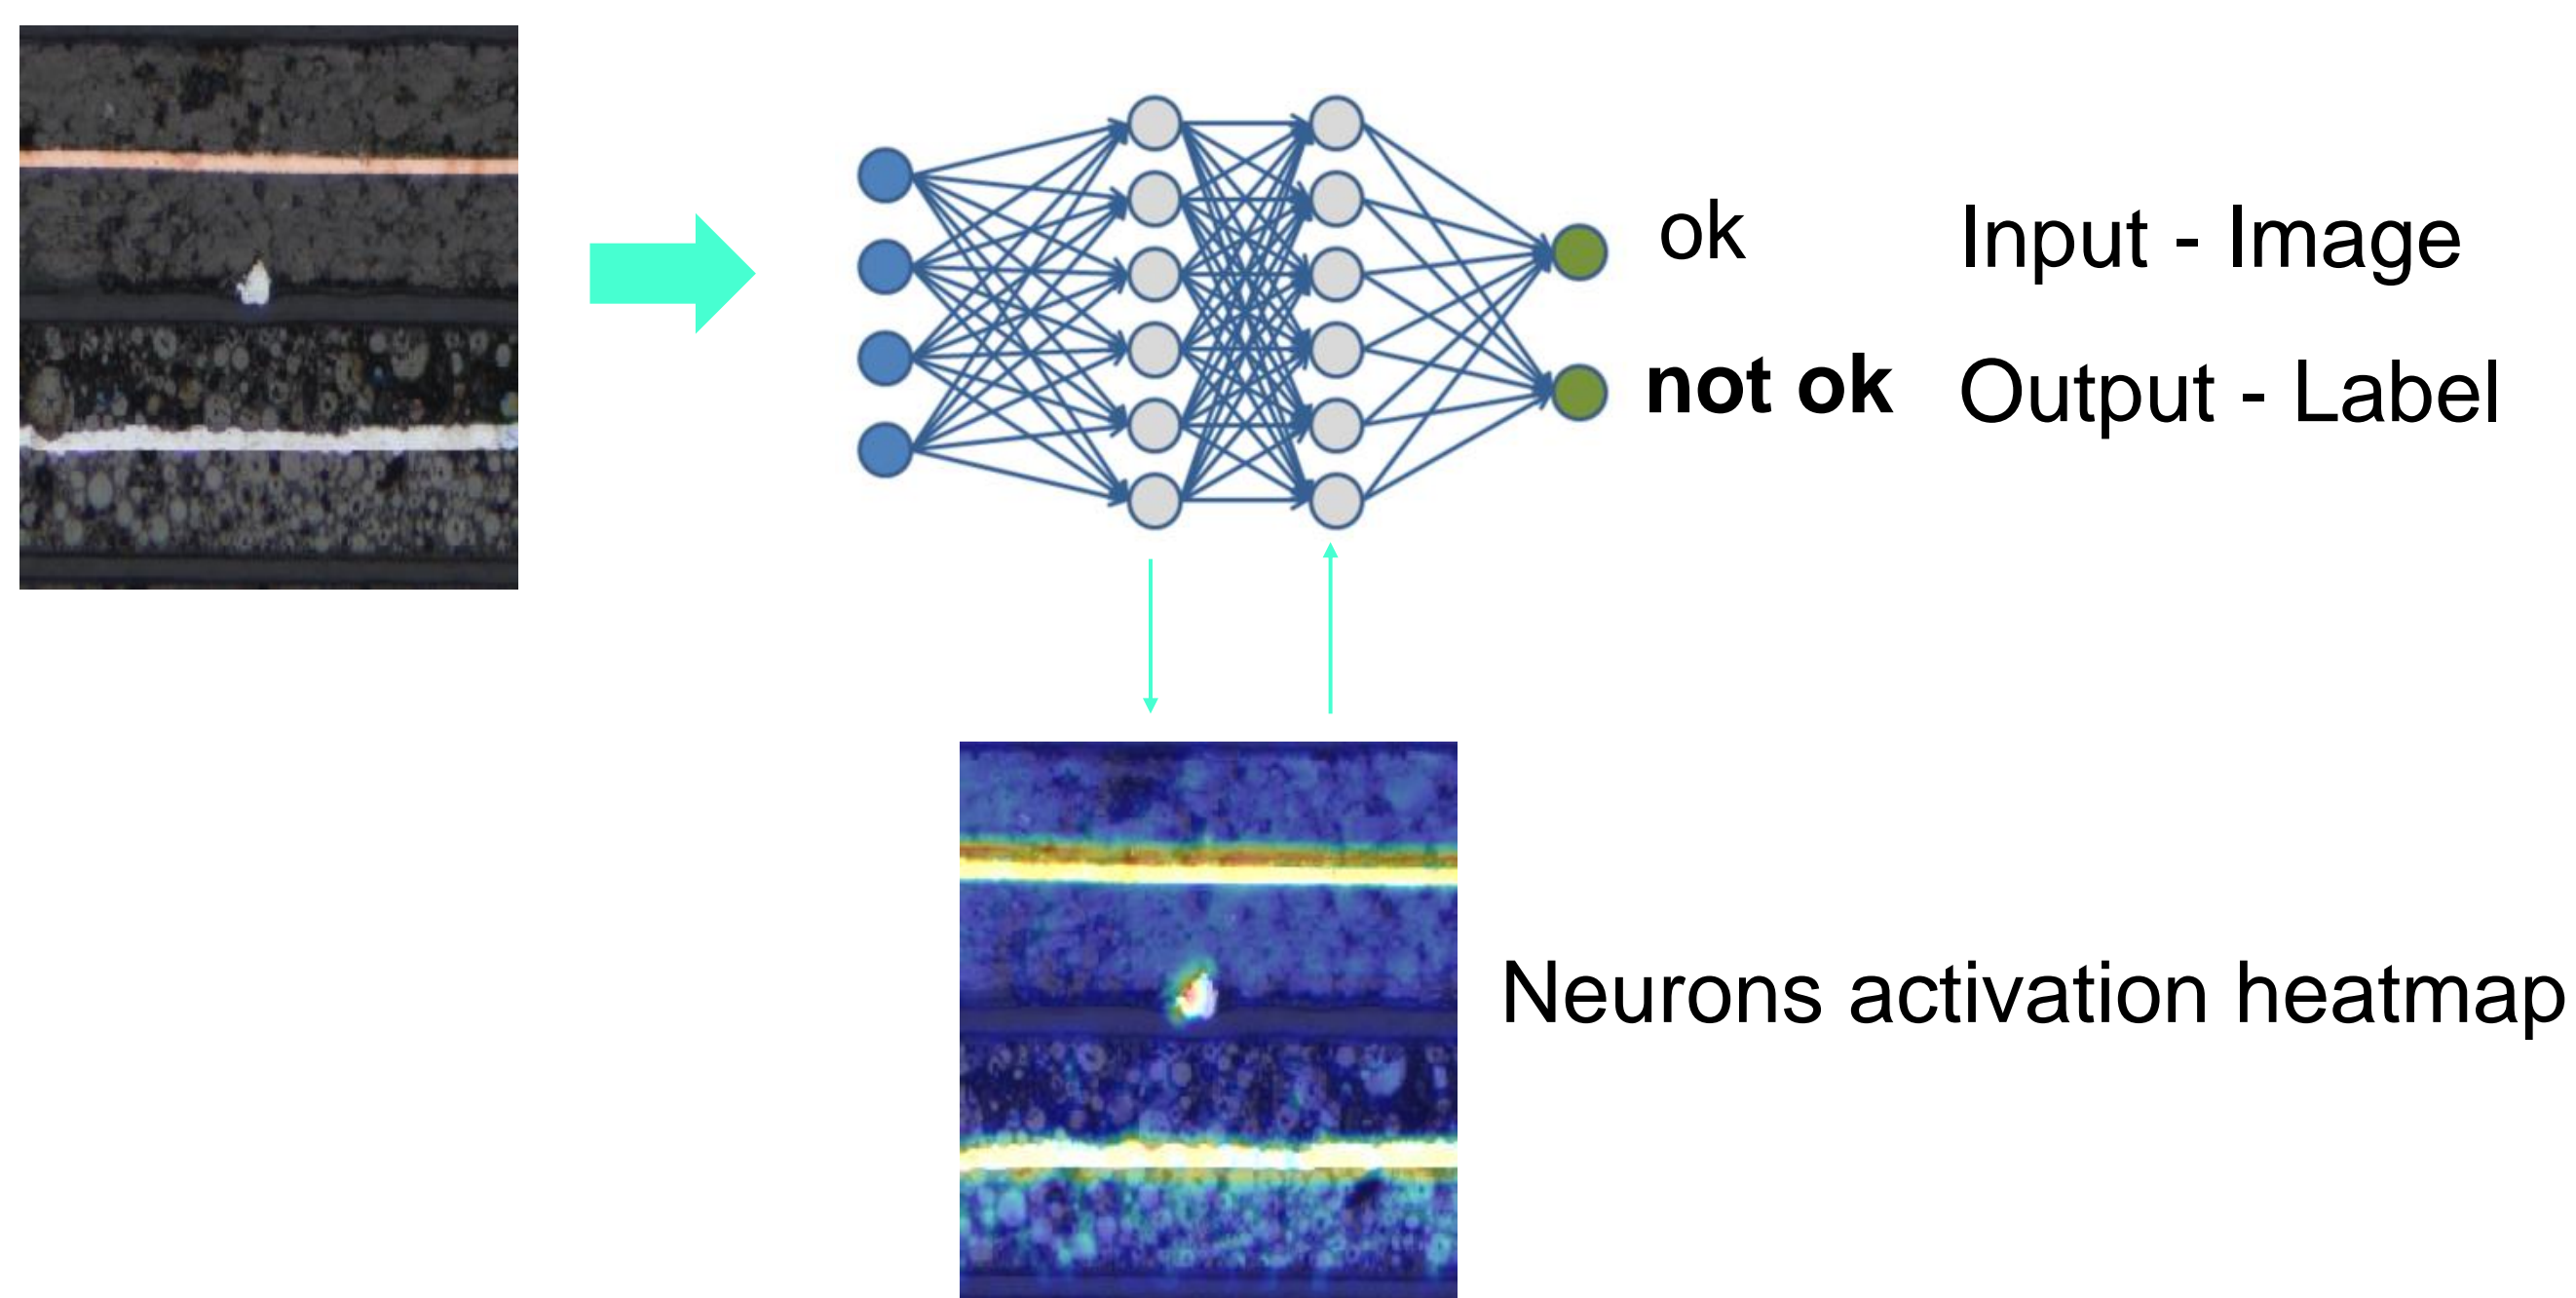 ok
Input - Image
not ok
Output - Label
Neurons activation heatmap